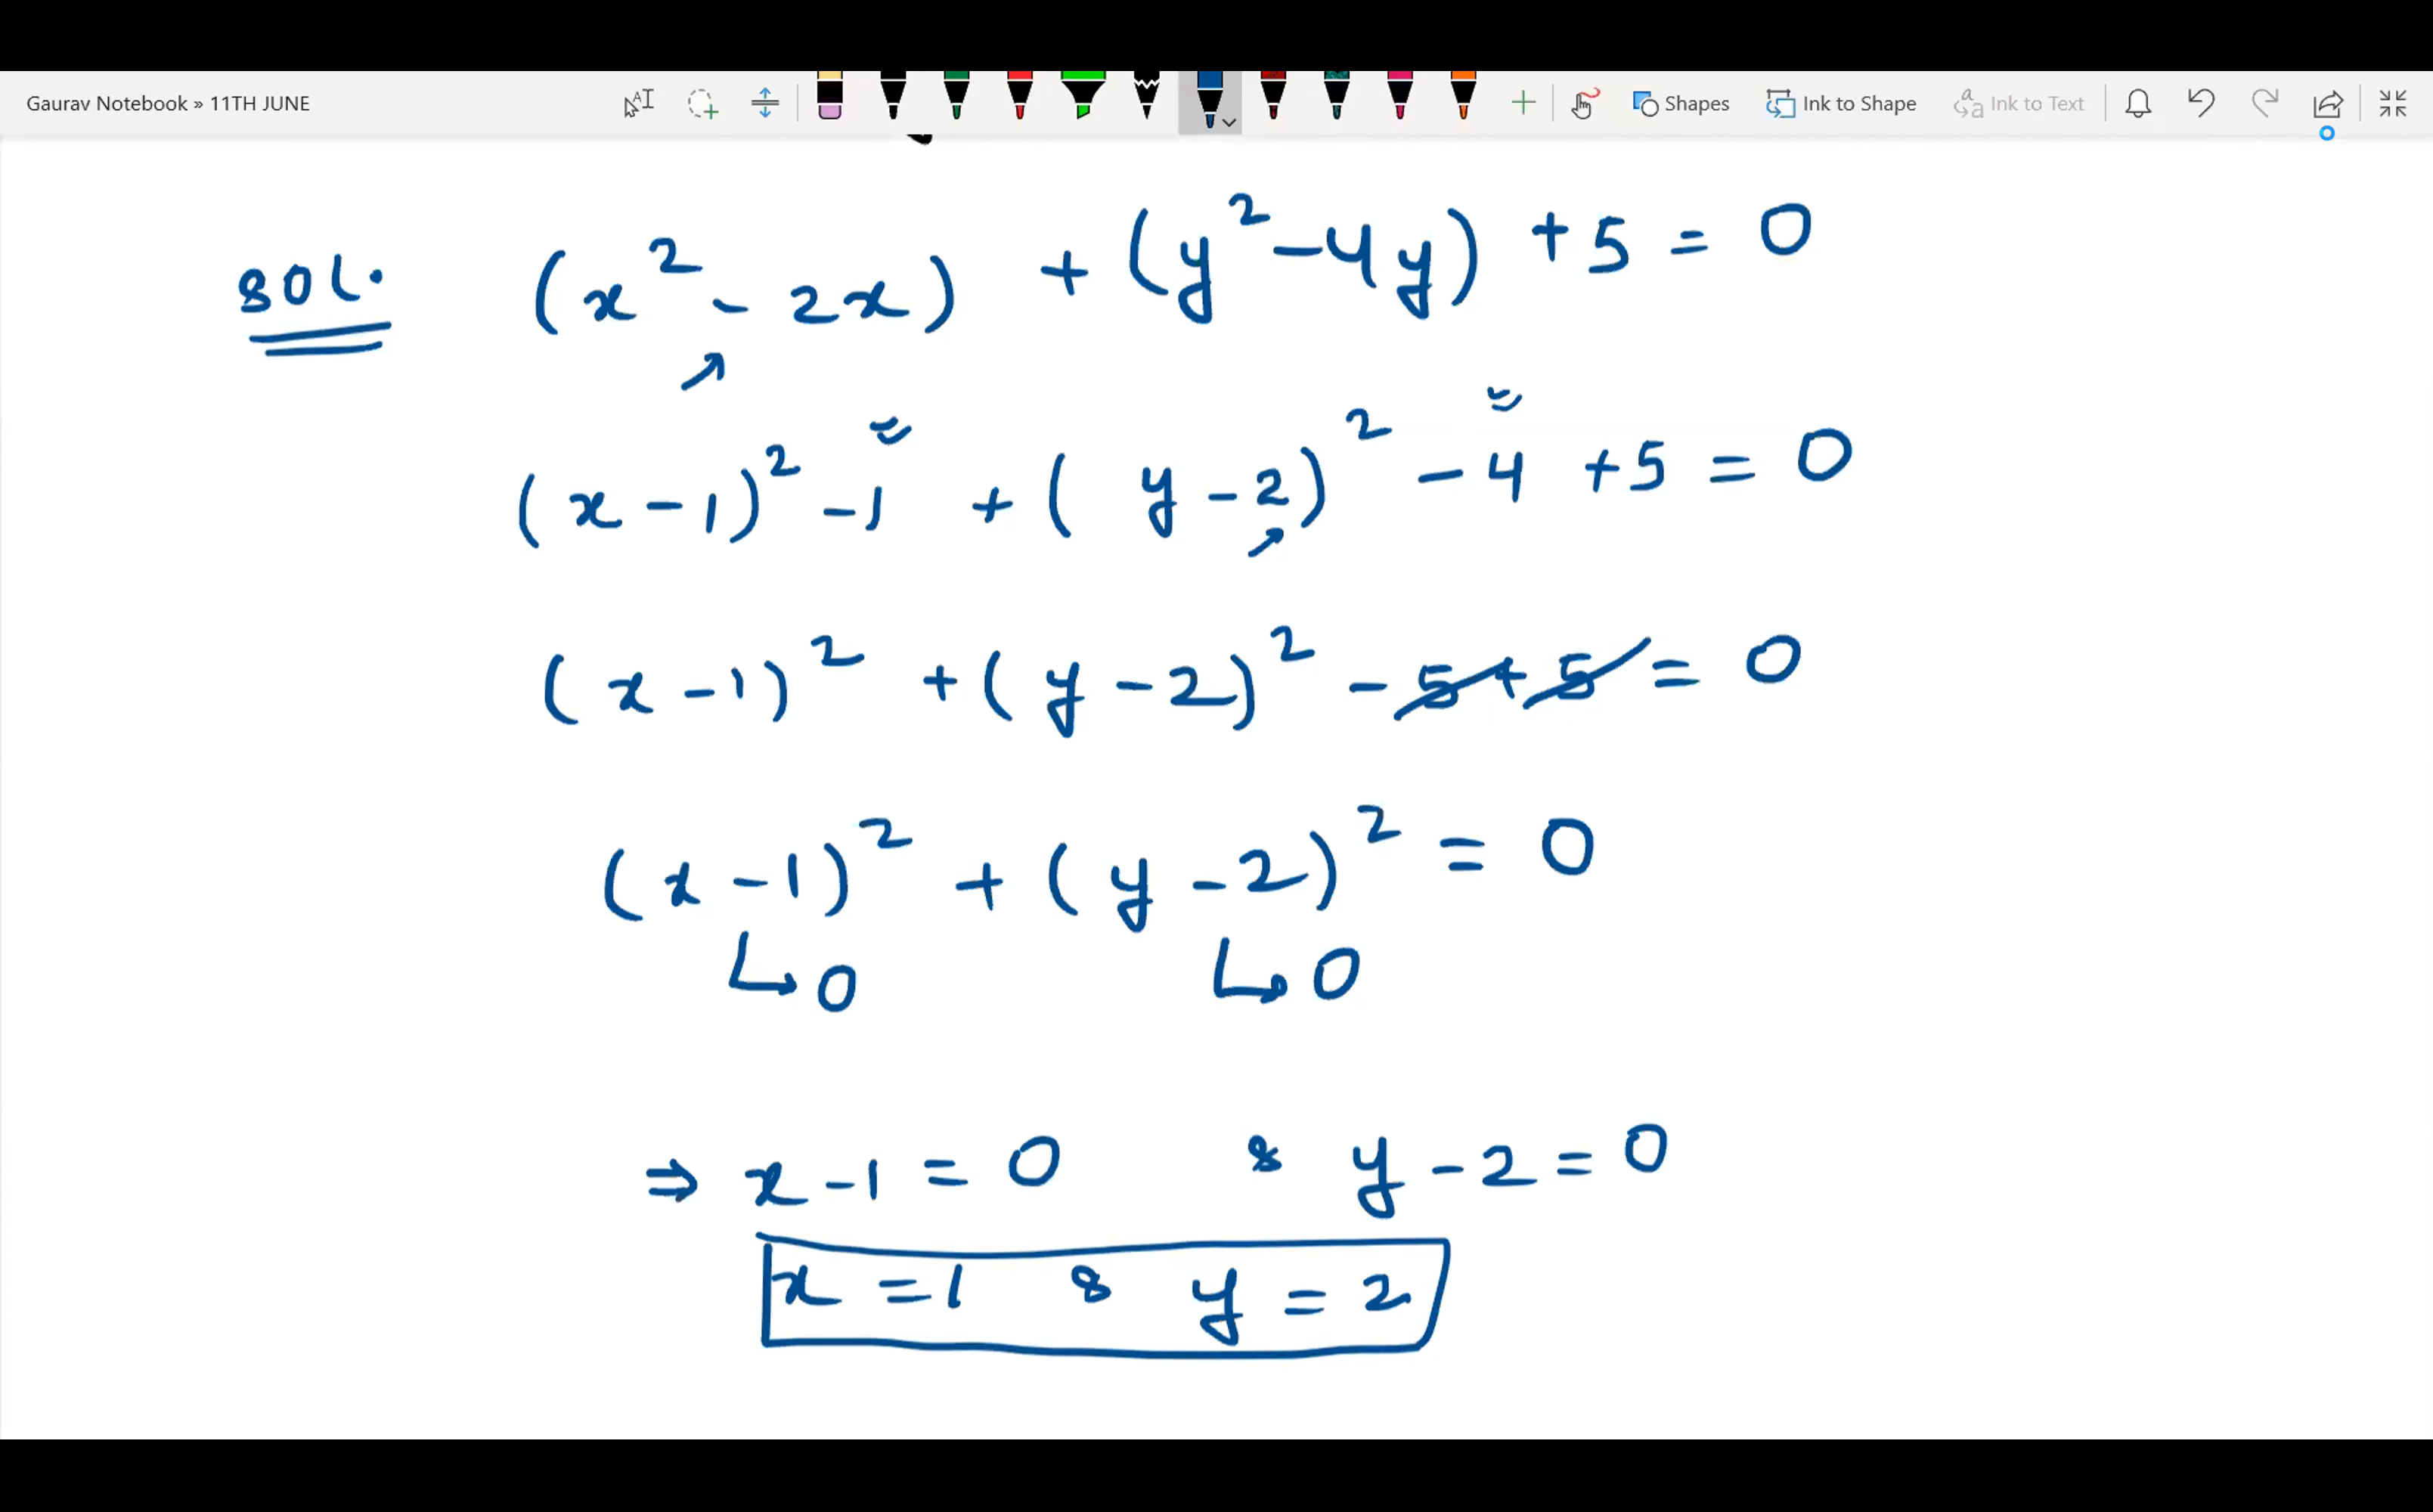 Gaurav Notebook » 11TH JUNE
Shapes
Ink to Shape
Ink to Text
SOL. (x² - 2x) + (y² - 4y) + 5 = 0
(x - 1)² - 1 + (y - 2)² - 4 + 5 = 0
(x - 1)² + (y - 2)² - 5 + 5 = 0
(x - 1)² + (y - 2)² = 0
↳ 0 ↳ 0
⇒ x - 1 = 0 & y - 2 = 0
x = 1 & y = 2